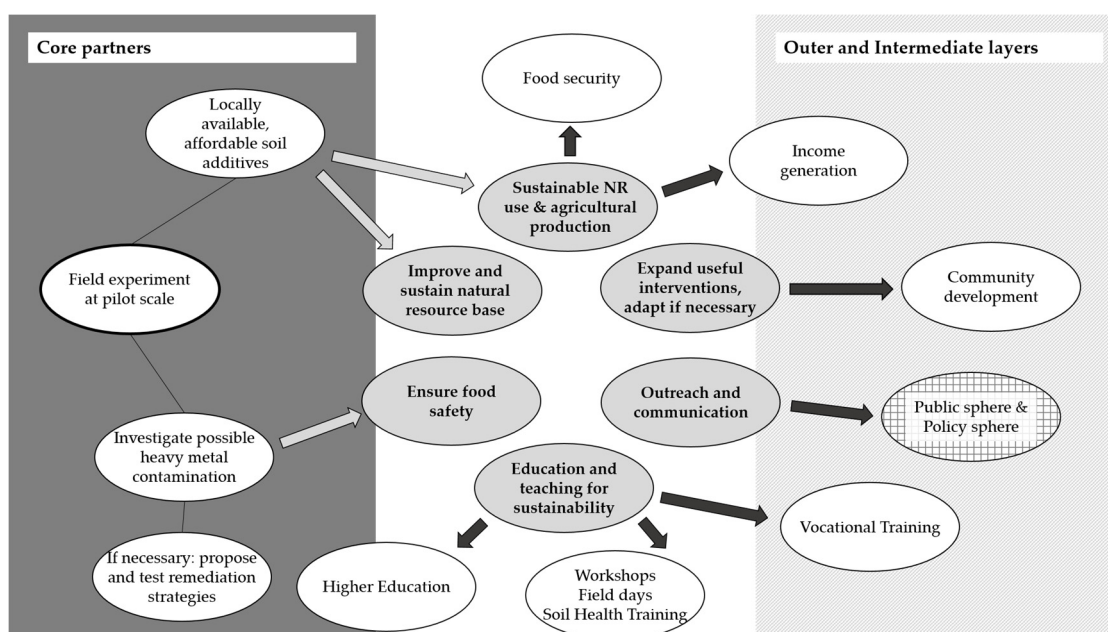 Core partners
Outer and Intermediate layers
Food security
Locally
available,
affordable soil
additives
Income
generation
Sustainable NR
use & agricultural
production
Field experiment
at pilot scale
Improve and
sustain natural
resource base
Expand useful
interventions,
adapt if necessary
Community
development
Ensure food
safety
Outreach and
communication
Public sphere &
Policy sphere
Investigate possible
heavy metal
contamination
Education and
teaching for
sustainability
Vocational Training
If necessary: propose
and test remediation
strategies
Higher Education
Workshops
Field days
Soil Health Training